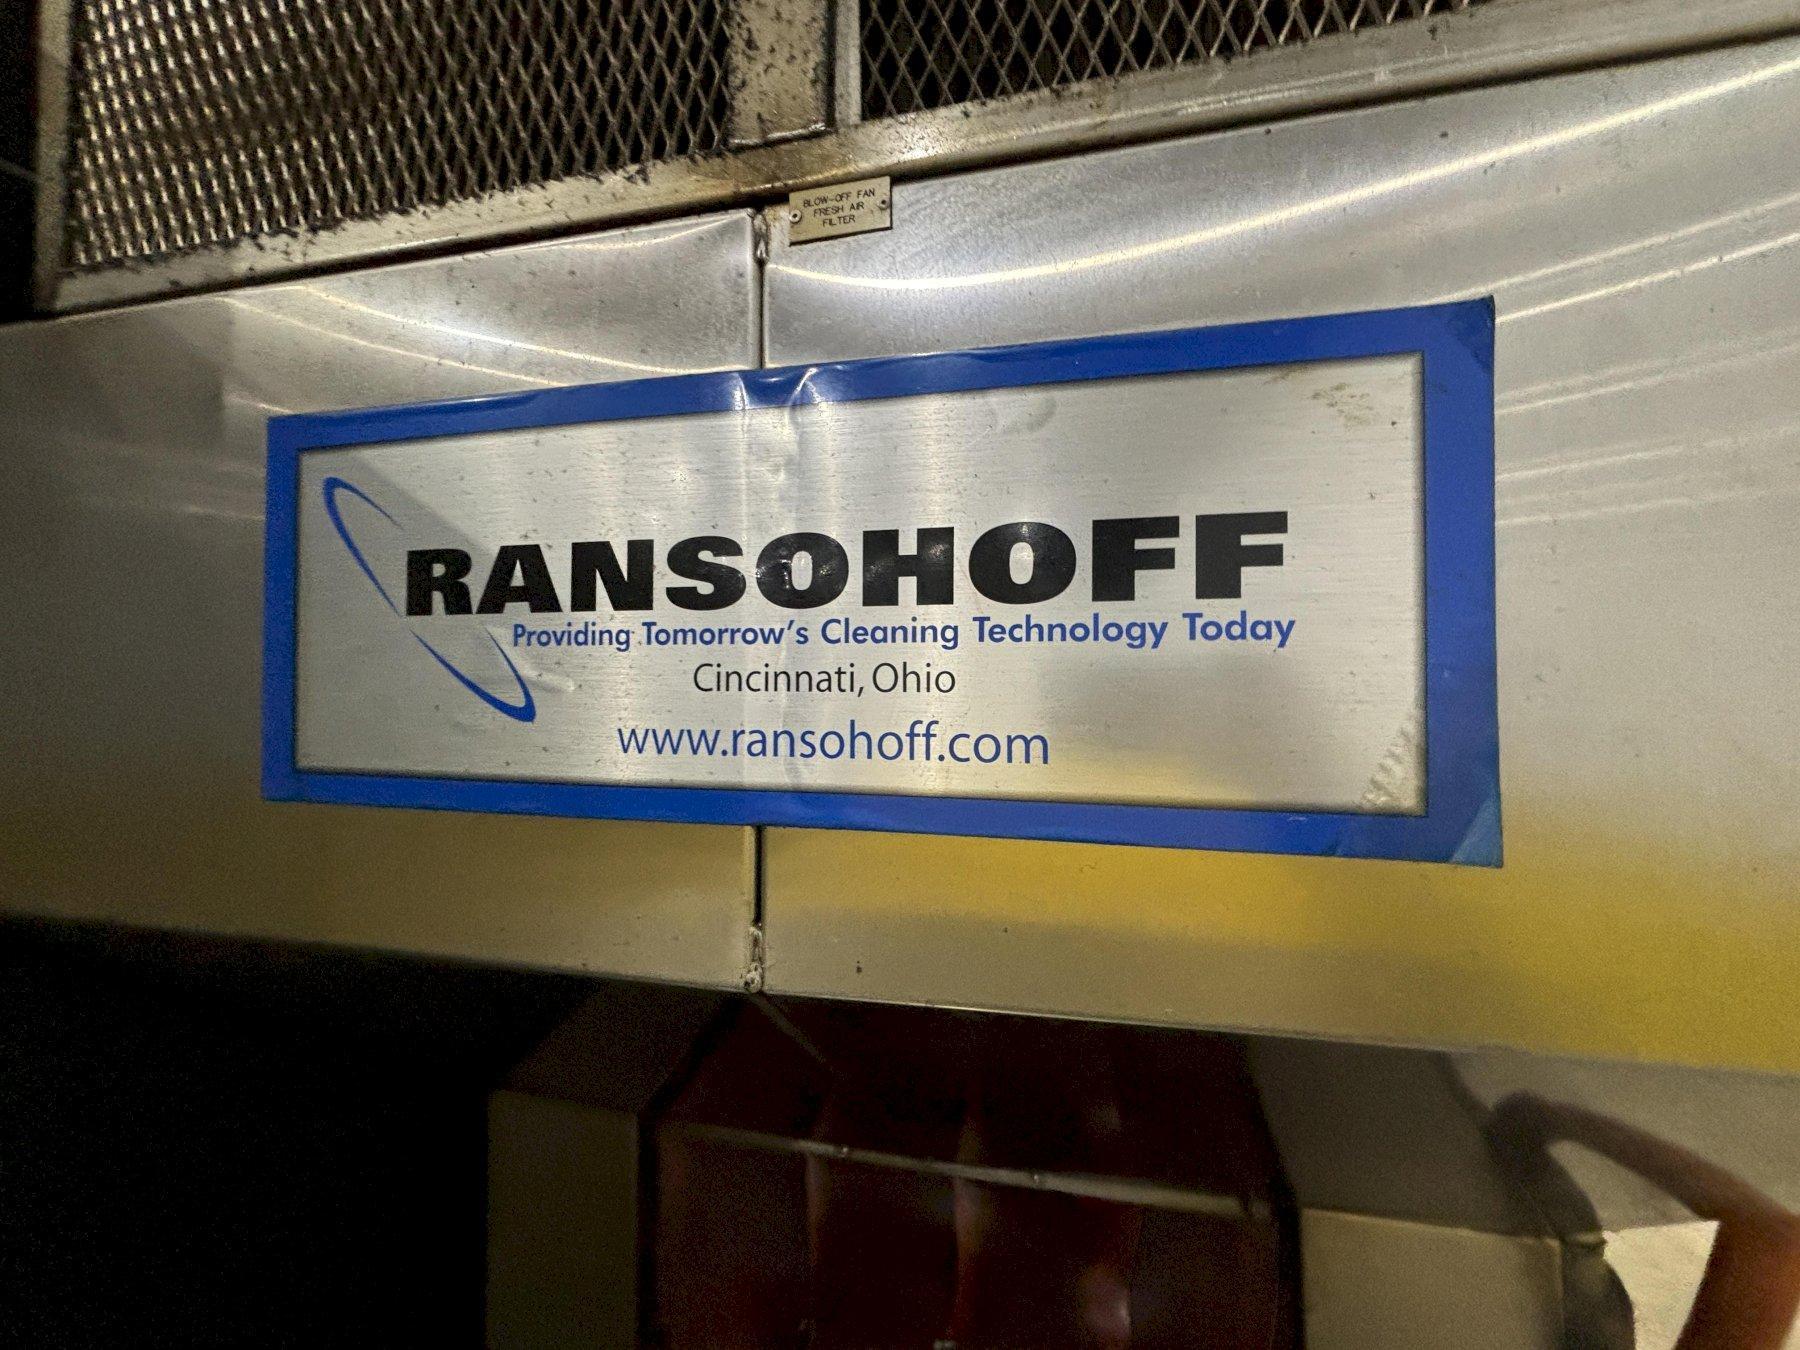 BLOW-OFF FAN
FRESH AIR
FILTER
RANSOHOFF
Providing Tomorrow's Cleaning Technology Today
Cincinnati, Ohio
www.ransohoff.com